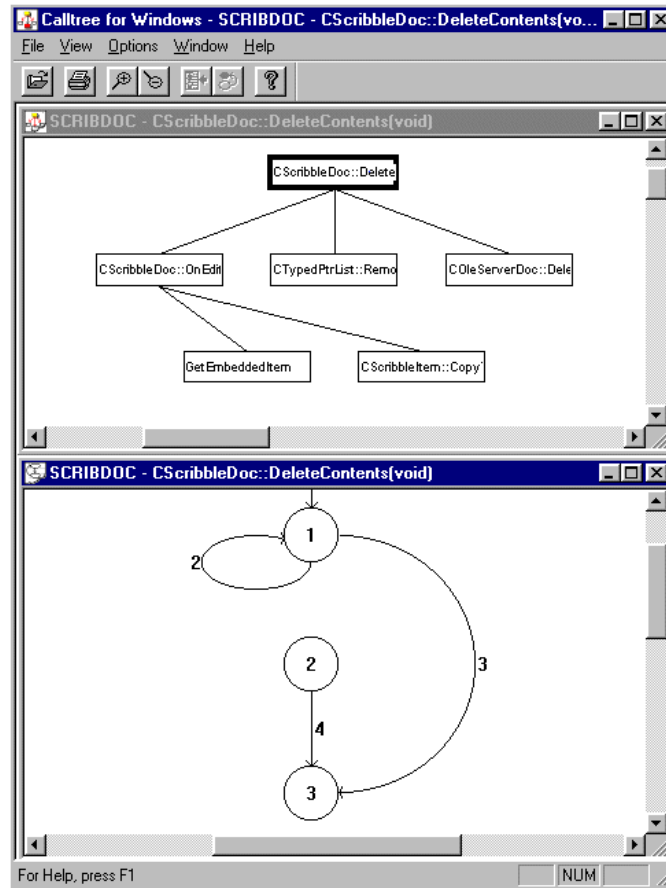 Calltree for Windows - SCRIBDOC - CScribbleDoc::DeleteContents(vo...
File View Options Window Help
SCRIBDOC - CScribbleDoc::DeleteContents(void)
CScribbleDoc::Delete
CScribbleDoc::OnEdit
CTypedPtrList::Remo
COleServerDoc::Dele
GetEmbeddedItem
CScribbleItem::Copy
SCRIBDOC - CScribbleDoc::DeleteContents(void)
1
2
2
3
4
3
For Help, press F1
NUM